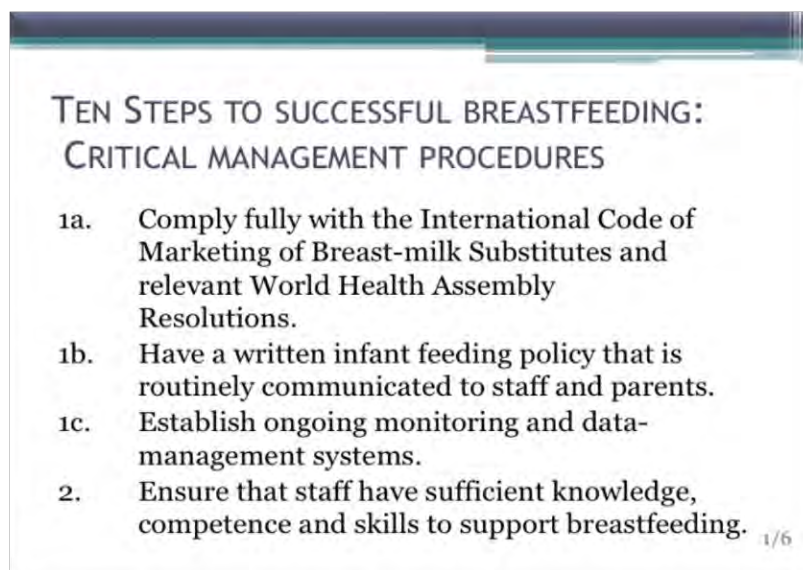 TEN STEPS TO SUCCESSFUL BREASTFEEDING:
CRITICAL MANAGEMENT PROCEDURES
1a. Comply fully with the International Code of
Marketing of Breast-milk Substitutes and
relevant World Health Assembly
Resolutions.
1b. Have a written infant feeding policy that is
routinely communicated to staff and parents.
1c. Establish ongoing monitoring and data-
management systems.
2. Ensure that staff have sufficient knowledge,
competence and skills to support breastfeeding.
1/6